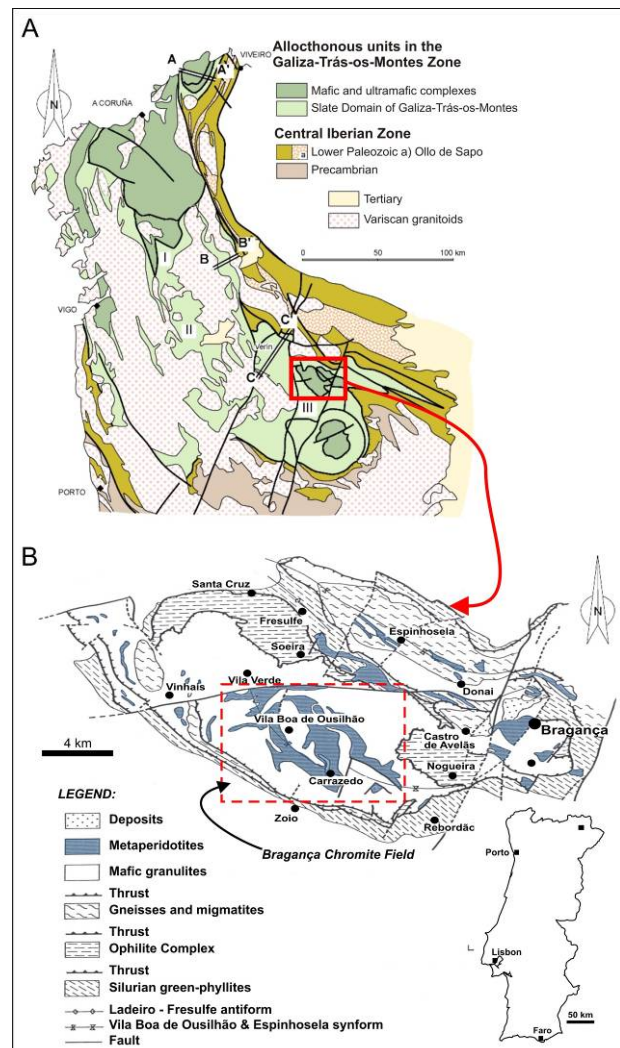 A
Allocthonous units in the
Galiza-Trás-os-Montes Zone
Mafic and ultramafic complexes
Slate Domain of Galiza-Trás-os-Montes
Central Iberian Zone
a
Lower Paleozoic a) Ollo de Sapo
Precambrian
Tertiary
Variscan granitoids
0 50 100 km
N
A
A'
VIVEIRO
A CORUÑA
I
B
B'
II
VIGO
C'
Verín
C
III
PORTO
B
N
Santa Cruz
Fresulfe
Espinhosela
Soeira
Vila Verde
Vinhais
Donai
Vila Boa de Ousilhão
Castro
de Avelãs
Bragança
Nogueira
Carrazedo
4 km
Zoio
Rebordãc
Bragança Chromite Field
LEGEND:
Deposits
Metaperidotites
Mafic granulites
Thrust
Gneisses and migmatites
Thrust
Ophilite Complex
Thrust
Silurian green-phyllites
Ladeiro - Fresulfe antiform
Vila Boa de Ousilhão & Espinhosela synform
Fault
Porto
Lisbon
Faro
50 km